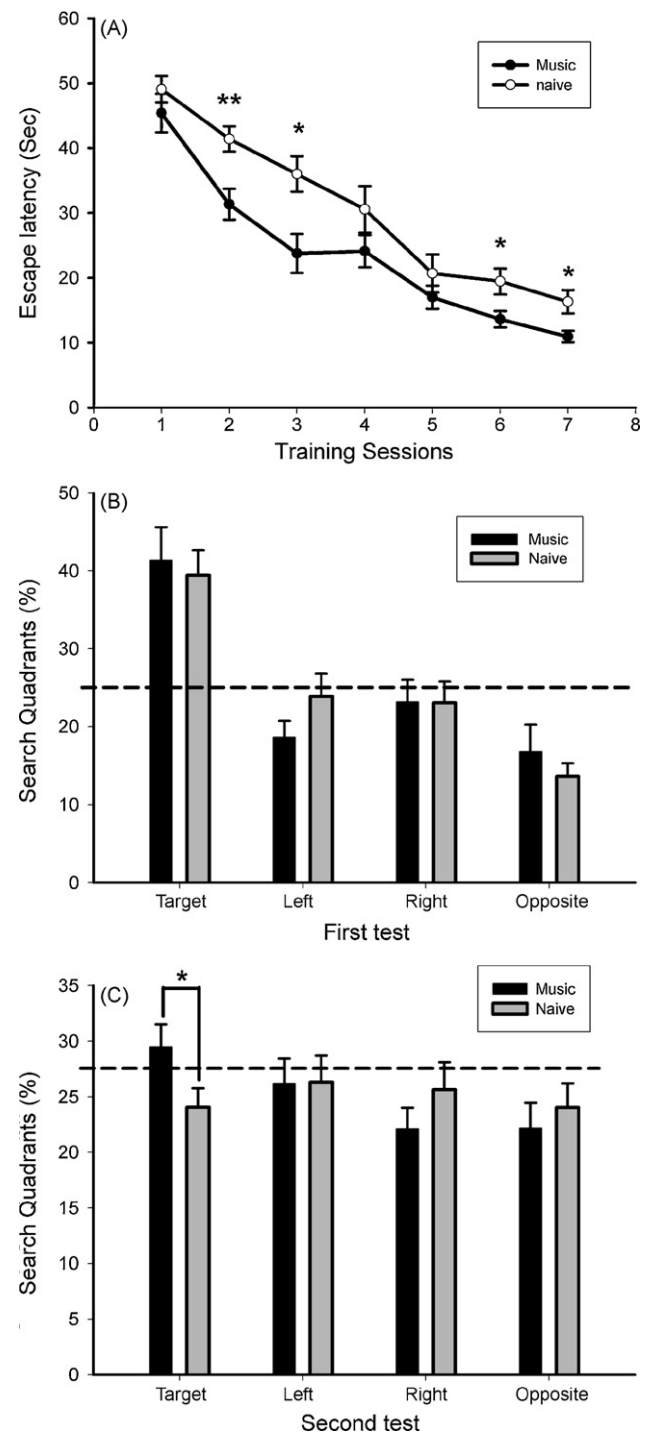 (A)
60
50
40
30
20
10
0
Escape latency (Sec)
Music
naive
**
*
*
*
0 1 2 3 4 5 6 7 8
Training Sessions
(B)
50
40
30
20
10
0
Search Quadrants (%)
Music
Naive
Target Left Right Opposite
First test
(C)
35
30
25
20
15
10
5
0
Search Quadrants (%)
Music
Naive
*
Target Left Right Opposite
Second test